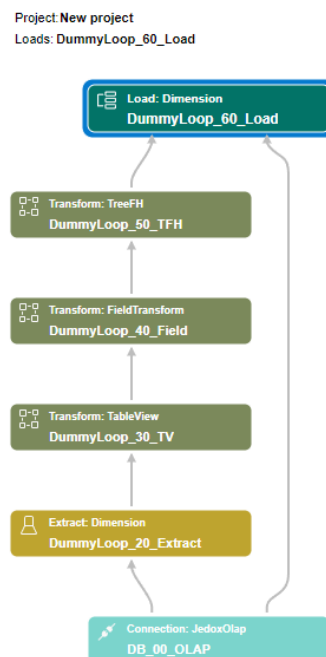 Project: New project
Loads: DummyLoop_60_Load
Load: Dimension
DummyLoop_60_Load
Transform: TreeFH
DummyLoop_50_TFH
Transform: FieldTransform
DummyLoop_40_Field
Transform: TableView
DummyLoop_30_TV
Extract: Dimension
DummyLoop_20_Extract
Connection: JedoxOlap
DB_00_OLAP